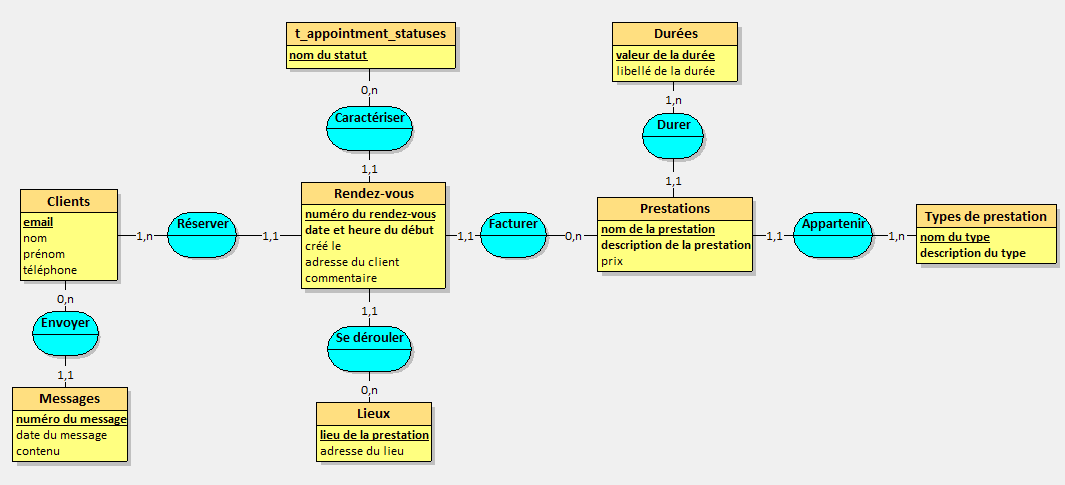 t_appointment_statuses
nom du statut
0,n
Caractériser
1,1
Durées
valeur de la durée
libellé de la durée
1,n
Durer
1,1
Clients
email
nom
prénom
téléphone
1,n
Réserver
1,1
Rendez-vous
numéro du rendez-vous
date et heure du début
créé le
adresse du client
commentaire
1,1
Facturer
0,n
Prestations
nom de la prestation
description de la prestation
prix
1,1
Appartenir
1,n
Types de prestation
nom du type
description du type
0,n
Envoyer
1,1
Messages
numéro du message
date du message
contenu
1,1
Se dérouler
0,n
Lieux
lieu de la prestation
adresse du lieu